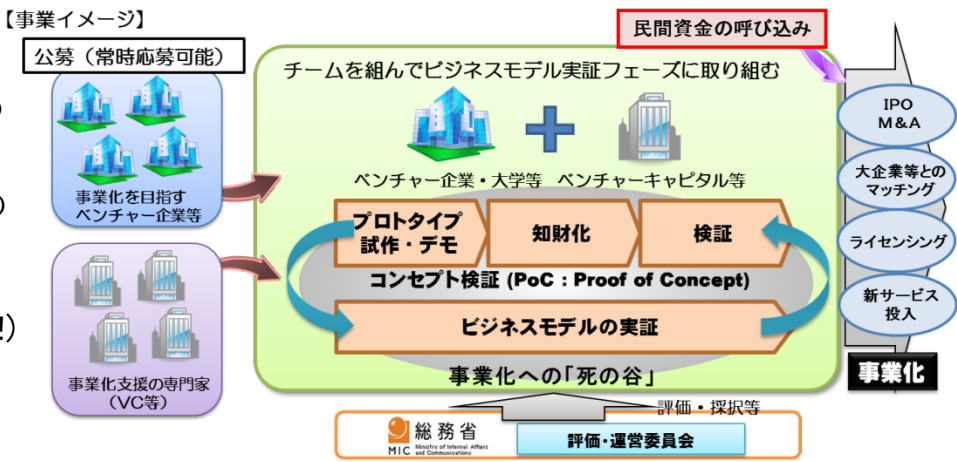 【事業イメージ】
公募（常時応募可能）
事業化を目指す
ベンチャー企業等
事業化支援の専門家
（VC等）
民間資金の呼び込み
チームを組んでビジネスモデル実証フェーズに取り組む
ベンチャー企業・大学等 ベンチャーキャピタル等
プロトタイプ
試作・デモ
知財化
検証
コンセプト検証 (PoC：Proof of Concept)
ビジネスモデルの実証
事業化への「死の谷」
評価・採択等
総務省
MIC Ministry of Internal Affairs
and Communications
評価・運営委員会
IPO
M&A
大企業等との
マッチング
ライセンシング
新サービス
投入
事業化
!)